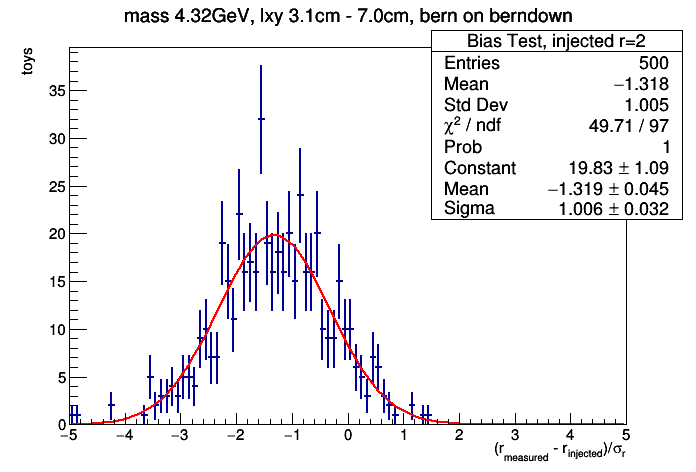 mass 4.32GeV, lxy 3.1cm - 7.0cm, bern on berndown
Bias Test, injected r=2
Entries 500
Mean −1.318
Std Dev 1.005
χ² / ndf 49.71 / 97
Prob 1
Constant 19.83 ± 1.09
Mean −1.319 ± 0.045
Sigma 1.006 ± 0.032
toys
35
30
25
20
15
10
5
0
−5 −4 −3 −2 −1 0 1 2 3 4 5
(r_measured - r_injected)/σ_r